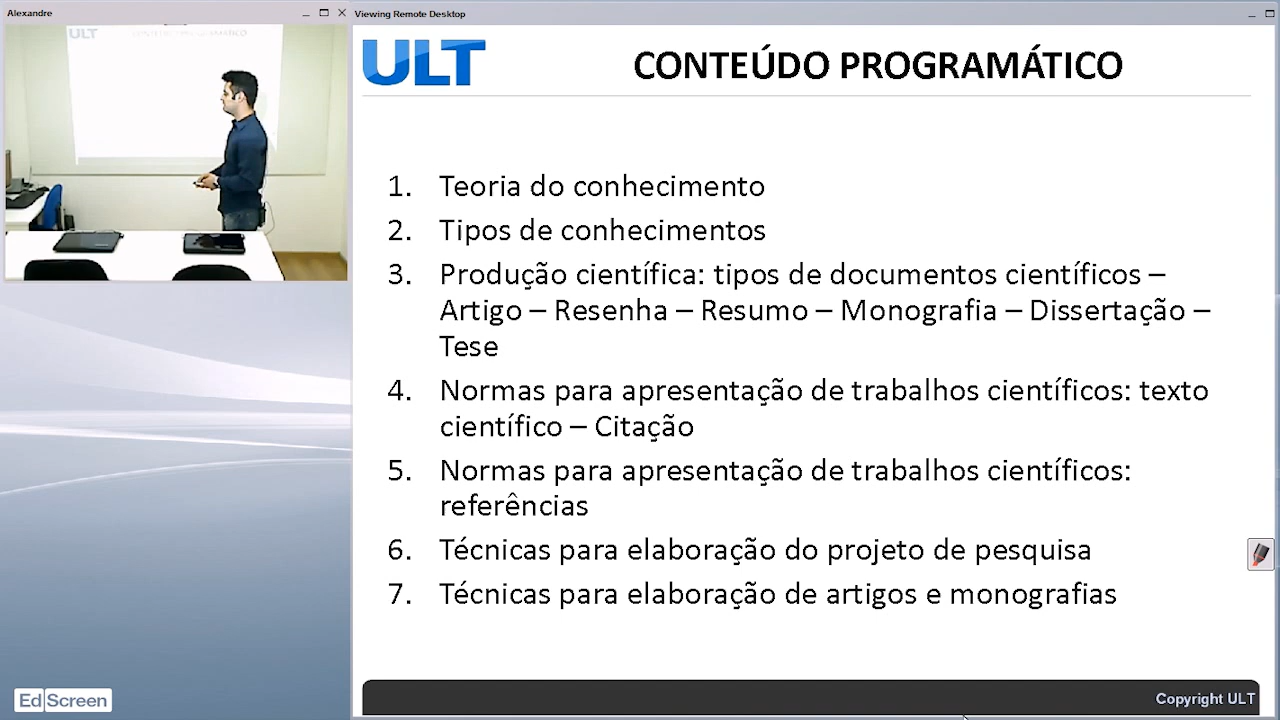 Alexandre
Viewing Remote Desktop
ULT
ULT
CONTEÚDO PROGRAMÁTICO
1. Teoria do conhecimento
2. Tipos de conhecimentos
3. Produção científica: tipos de documentos científicos –
Artigo – Resenha – Resumo – Monografia – Dissertação –
Tese
4. Normas para apresentação de trabalhos científicos: texto
científico – Citação
5. Normas para apresentação de trabalhos científicos:
referências
6. Técnicas para elaboração do projeto de pesquisa
7. Técnicas para elaboração de artigos e monografias
EdScreen
Copyright ULT